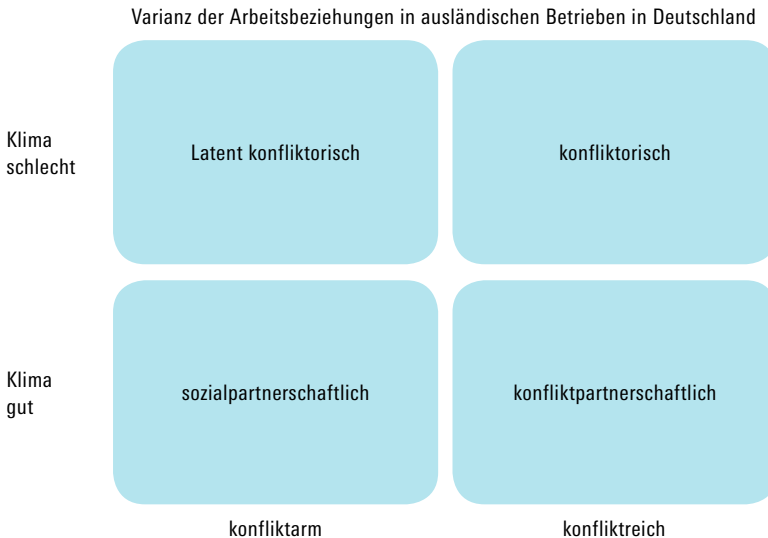 Varianz der Arbeitsbeziehungen in ausländischen Betrieben in Deutschland
Klima
schlecht
Latent konfliktorisch
konfliktorisch
Klima
gut
sozialpartnerschaftlich
konfliktpartnerschaftlich
konfliktarm
konfliktreich